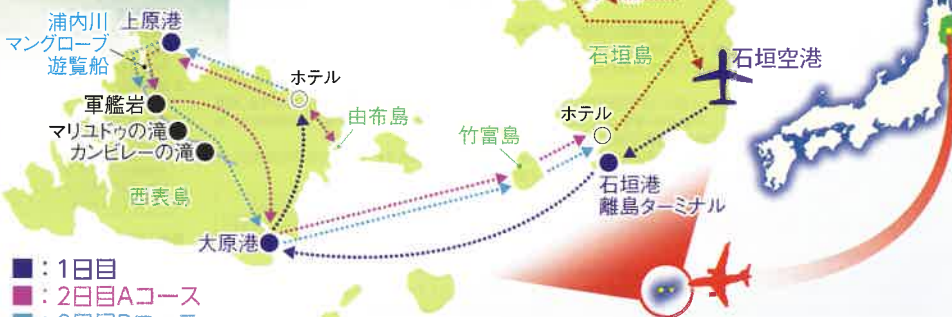 浦内川
マングローブ
遊覧船
上原港
軍艦岩
マリユドゥの滝
カンビレーの滝
西表島
大原港
ホテル
由布島
竹富島
ホテル
石垣島
石垣空港
石垣港
離島ターミナル
■：1日目
■：2日目Aコース